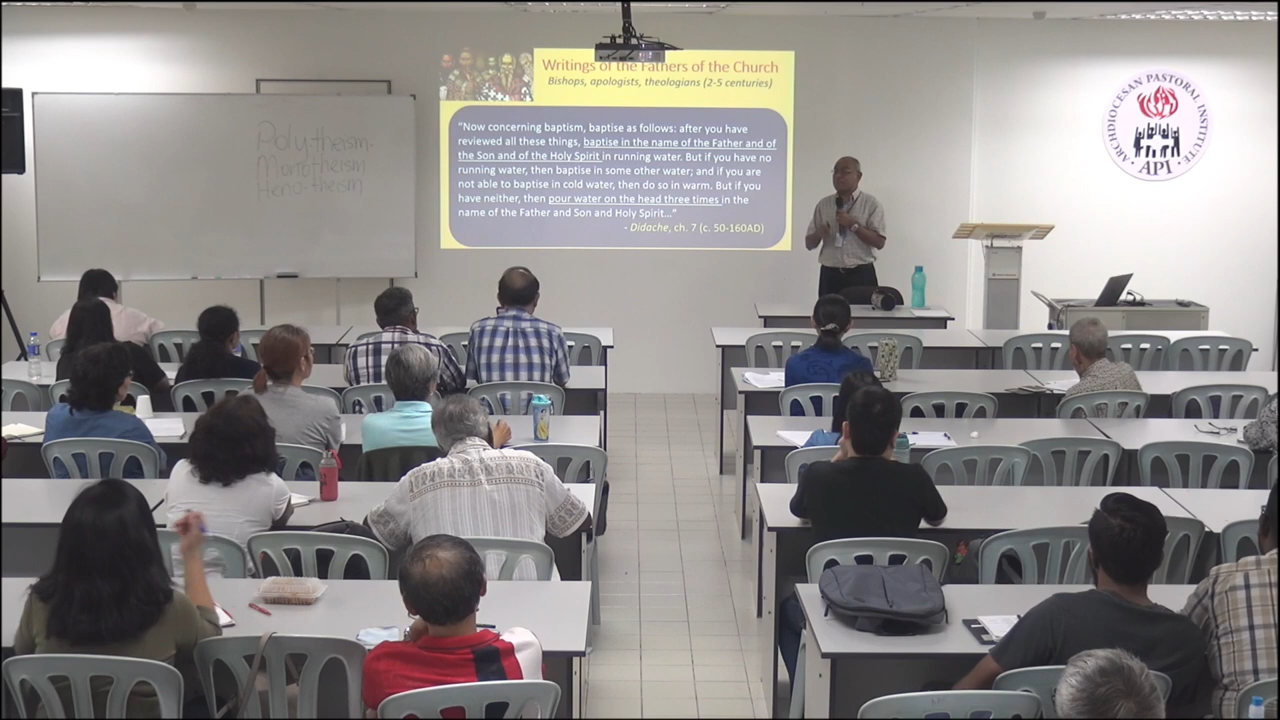 Polytheism.
Monotheism
Heno-theism
Writings of the Fathers of the Church
Bishops, apologists, theologians (2-5 centuries)
“Now concerning baptism, baptise as follows: after you have
reviewed all these things, baptise in the name of the Father and of
the Son and of the Holy Spirit in running water. But if you have no
running water, then baptise in some other water; and if you are
not able to baptise in cold water, then do so in warm. But if you
have neither, then pour water on the head three times in the
name of the Father and Son and Holy Spirit…”
- Didache, ch. 7 (c. 50-160AD)
ARCHDIOCESAN PASTORAL INSTITUTE
API